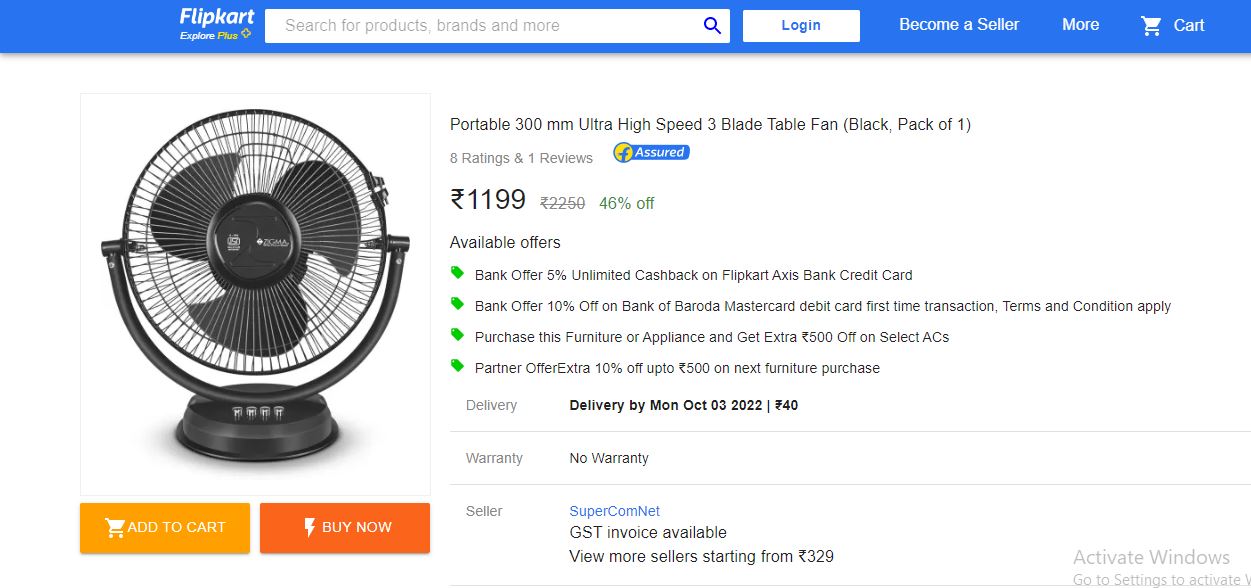 Flipkart
Explore Plus
Search for products, brands and more
Login
Become a Seller
More
Cart
Portable 300 mm Ultra High Speed 3 Blade Table Fan (Black, Pack of 1)
8 Ratings & 1 Reviews
Assured
₹1199 ₹2250 46% off
Available offers
Bank Offer 5% Unlimited Cashback on Flipkart Axis Bank Credit Card
Bank Offer 10% Off on Bank of Baroda Mastercard debit card first time transaction, Terms and Condition apply
Purchase this Furniture or Appliance and Get Extra ₹500 Off on Select ACs
Partner OfferExtra 10% off upto ₹500 on next furniture purchase
Delivery Delivery by Mon Oct 03 2022 | ₹40
Warranty No Warranty
Seller SuperComNet
GST invoice available
View more sellers starting from ₹329
ZIGMA
ADD TO CART
BUY NOW
Activate Windows
Go to Settings to activate